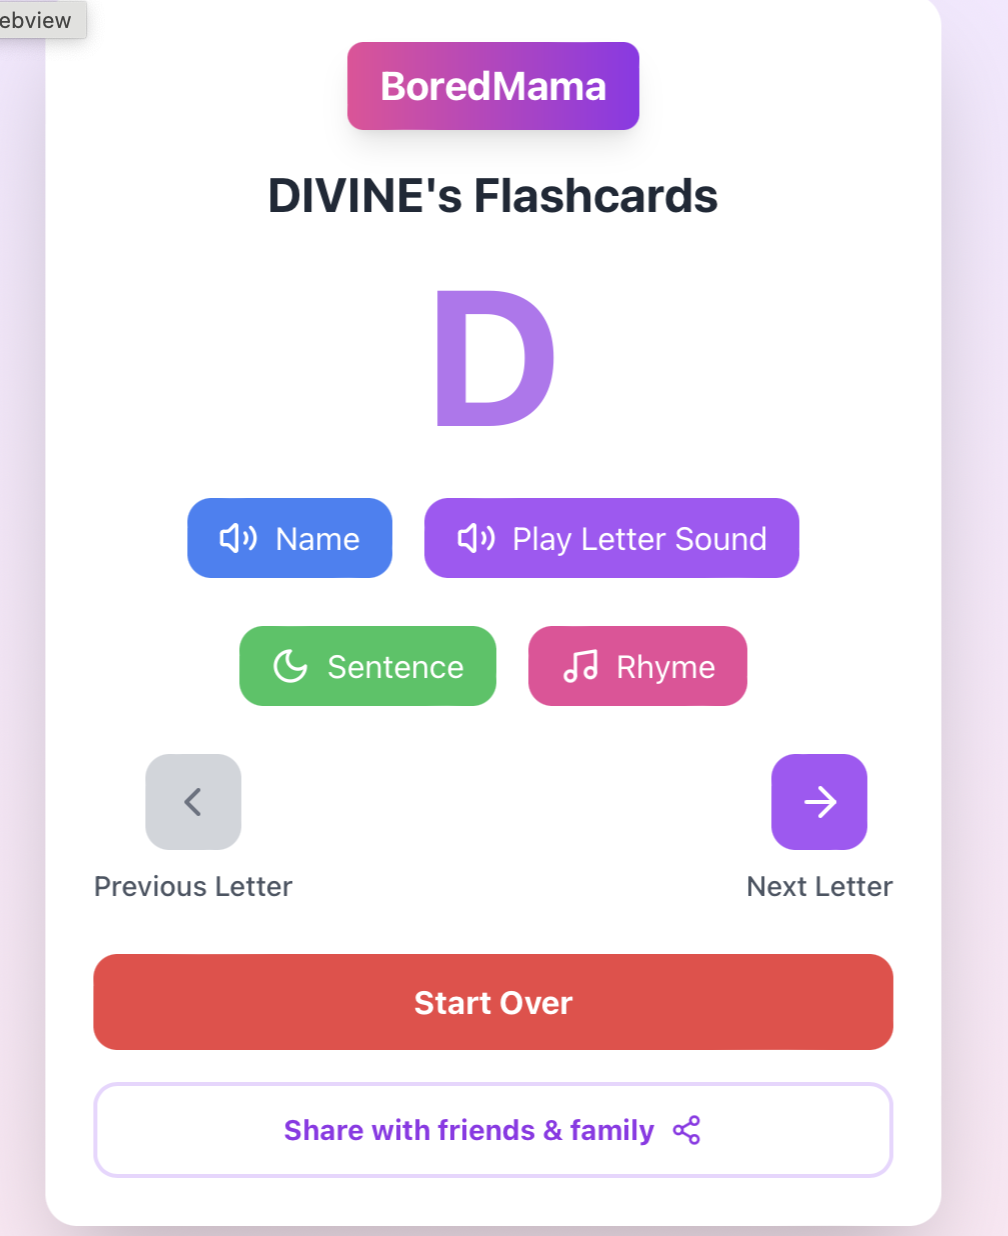 ebview
BoredMama
DIVINE's Flashcards
D
Name
Play Letter Sound
Sentence
Rhyme
Previous Letter
Next Letter
Start Over
Share with friends & family